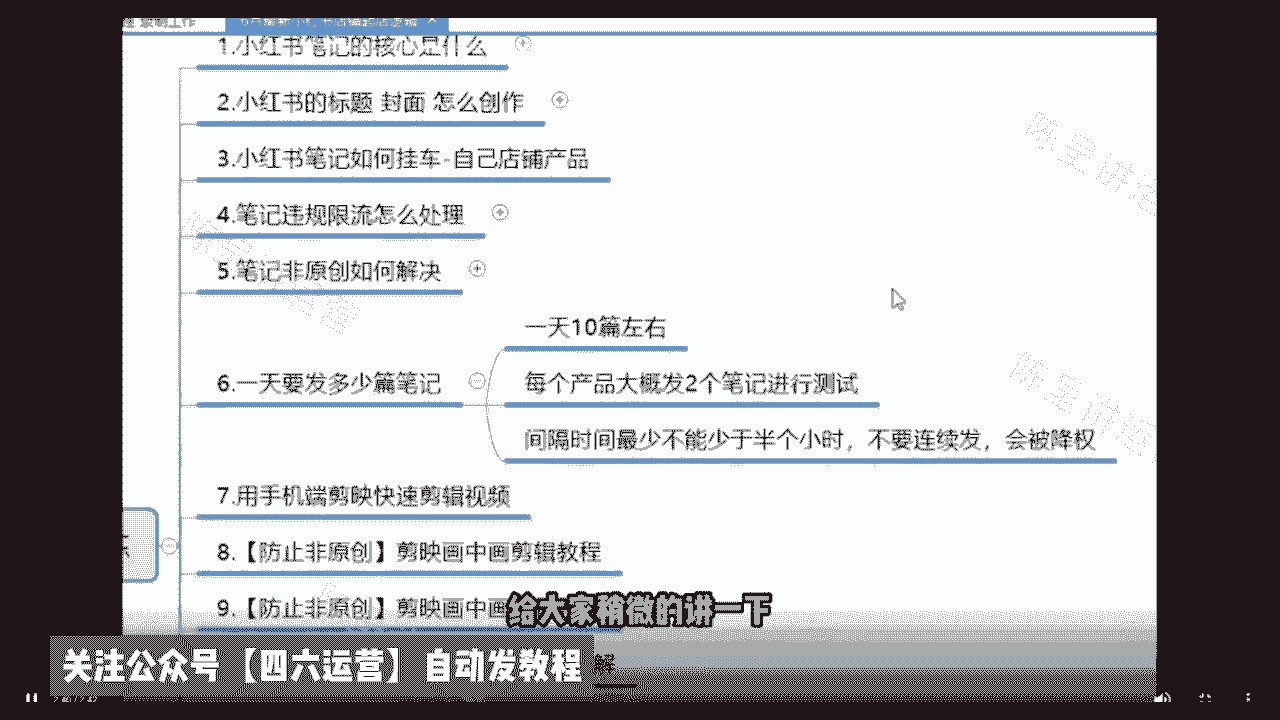 1.小红书笔记的核心是什么
2.小红书的标题 封面 怎么创作
3.小红书笔记如何挂车-自己店铺产品
4.笔记违规限流怎么处理
5.笔记非原创如何解决
一天10篇左右
6.一天要发多少篇笔记
每个产品大概发2个笔记进行测试
间隔时间最少不能少于半个小时，不要连续发，会被降权
7.用手机端剪映快速剪辑视频
8.【防止非原创】剪映画中画剪辑教程
9.【防止非原创】剪映画中画
给大家稍微的讲一下
关注公众号【四六运营】自动发教程
解